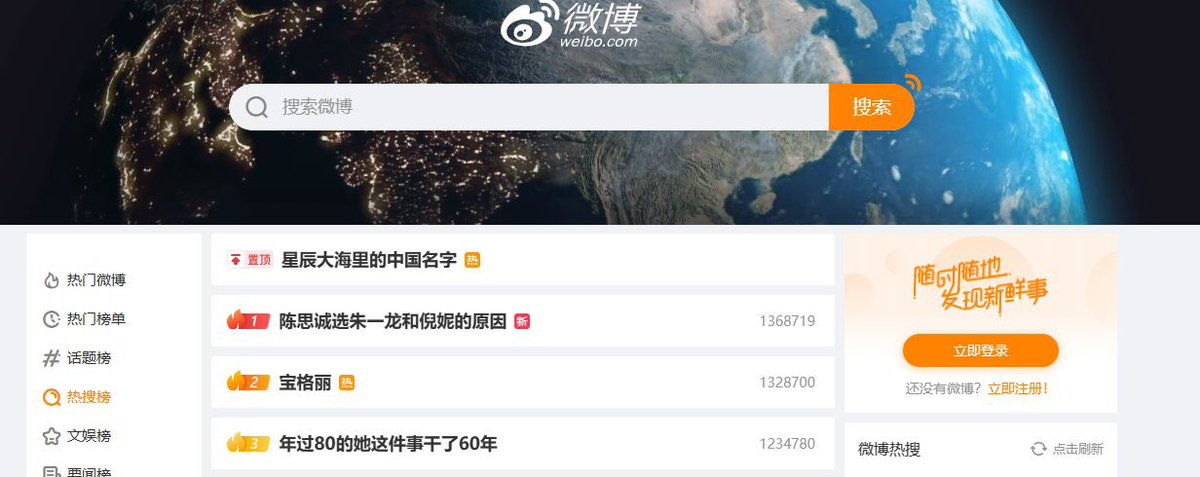 微博
weibo.com
搜索微博
搜索
热门微博
热门榜单
话题榜
热搜榜
文娱榜
要闻榜
置顶 星辰大海里的中国名字 热
1 陈思诚选朱一龙和倪妮的原因 新 1368719
2 宝格丽 热 1328700
3 年过80的她这件事干了60年 1234780
随时随地
发现新鲜事
立即登录
还没有微博？立即注册！
微博热搜 点击刷新